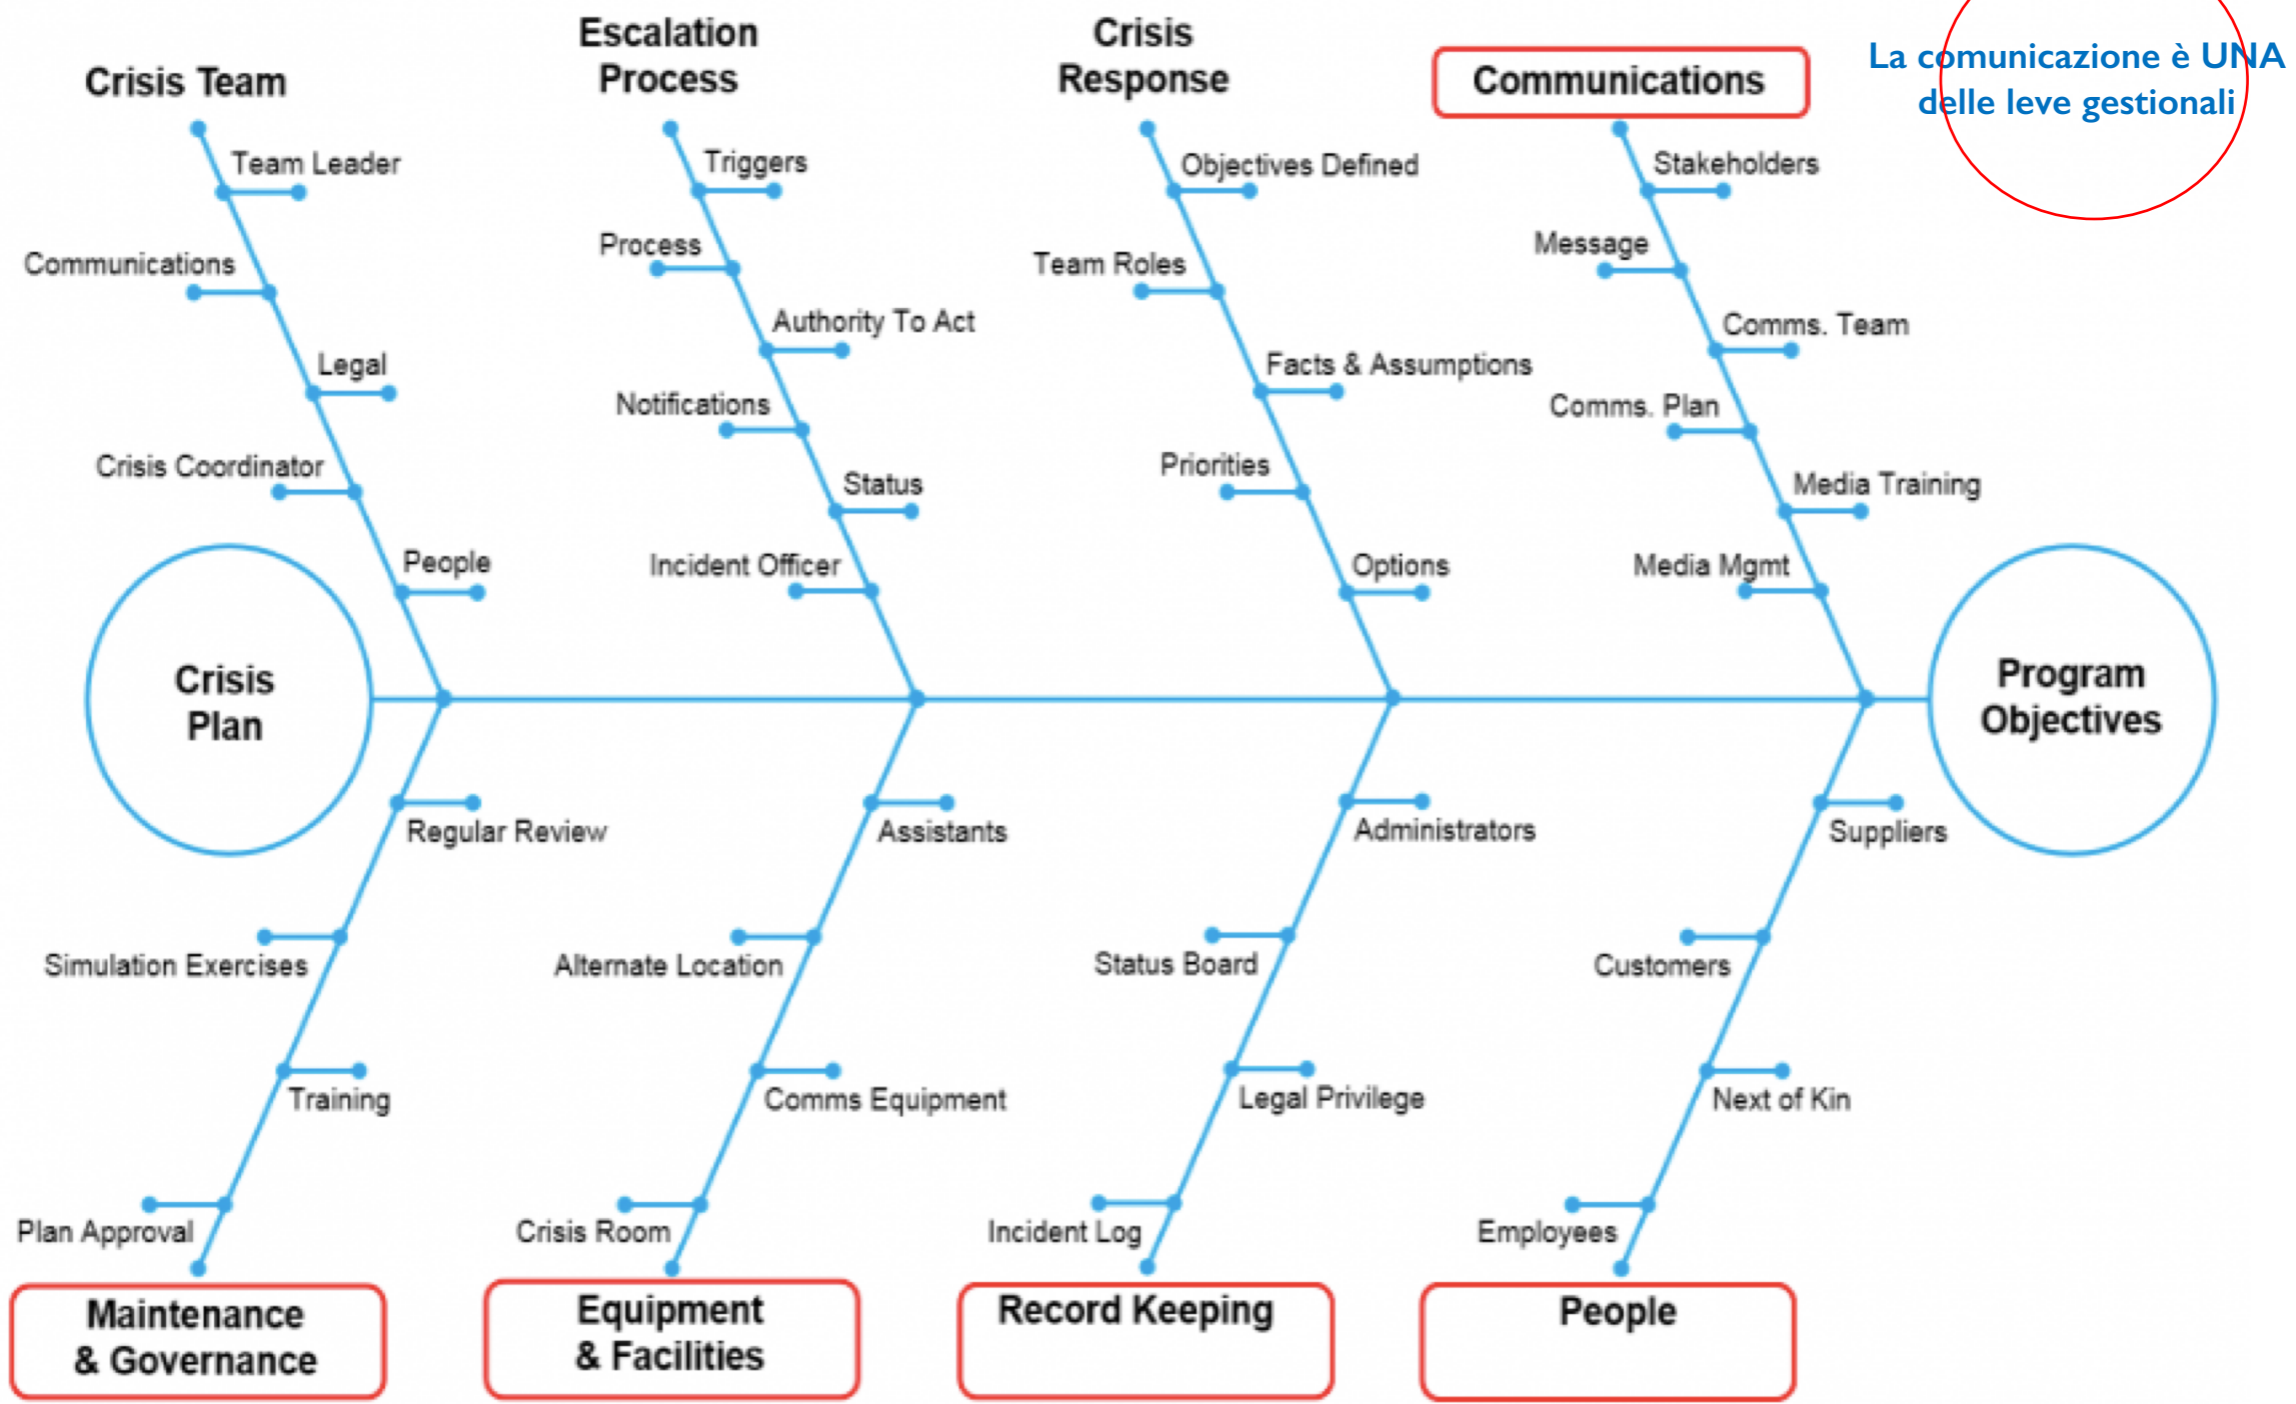 Crisis Team
Escalation
Process
Crisis
Response
Communications
La comunicazione è UNA
delle leve gestionali
Team Leader
Communications
Legal
Crisis Coordinator
People
Triggers
Process
Authority To Act
Notifications
Status
Incident Officer
Objectives Defined
Team Roles
Facts & Assumptions
Priorities
Options
Stakeholders
Message
Comms. Team
Comms. Plan
Media Training
Media Mgmt
Crisis
Plan
Program
Objectives
Regular Review
Simulation Exercises
Training
Plan Approval
Assistants
Alternate Location
Comms Equipment
Crisis Room
Administrators
Status Board
Legal Privilege
Incident Log
Suppliers
Customers
Next of Kin
Employees
Maintenance
& Governance
Equipment
& Facilities
Record Keeping
People